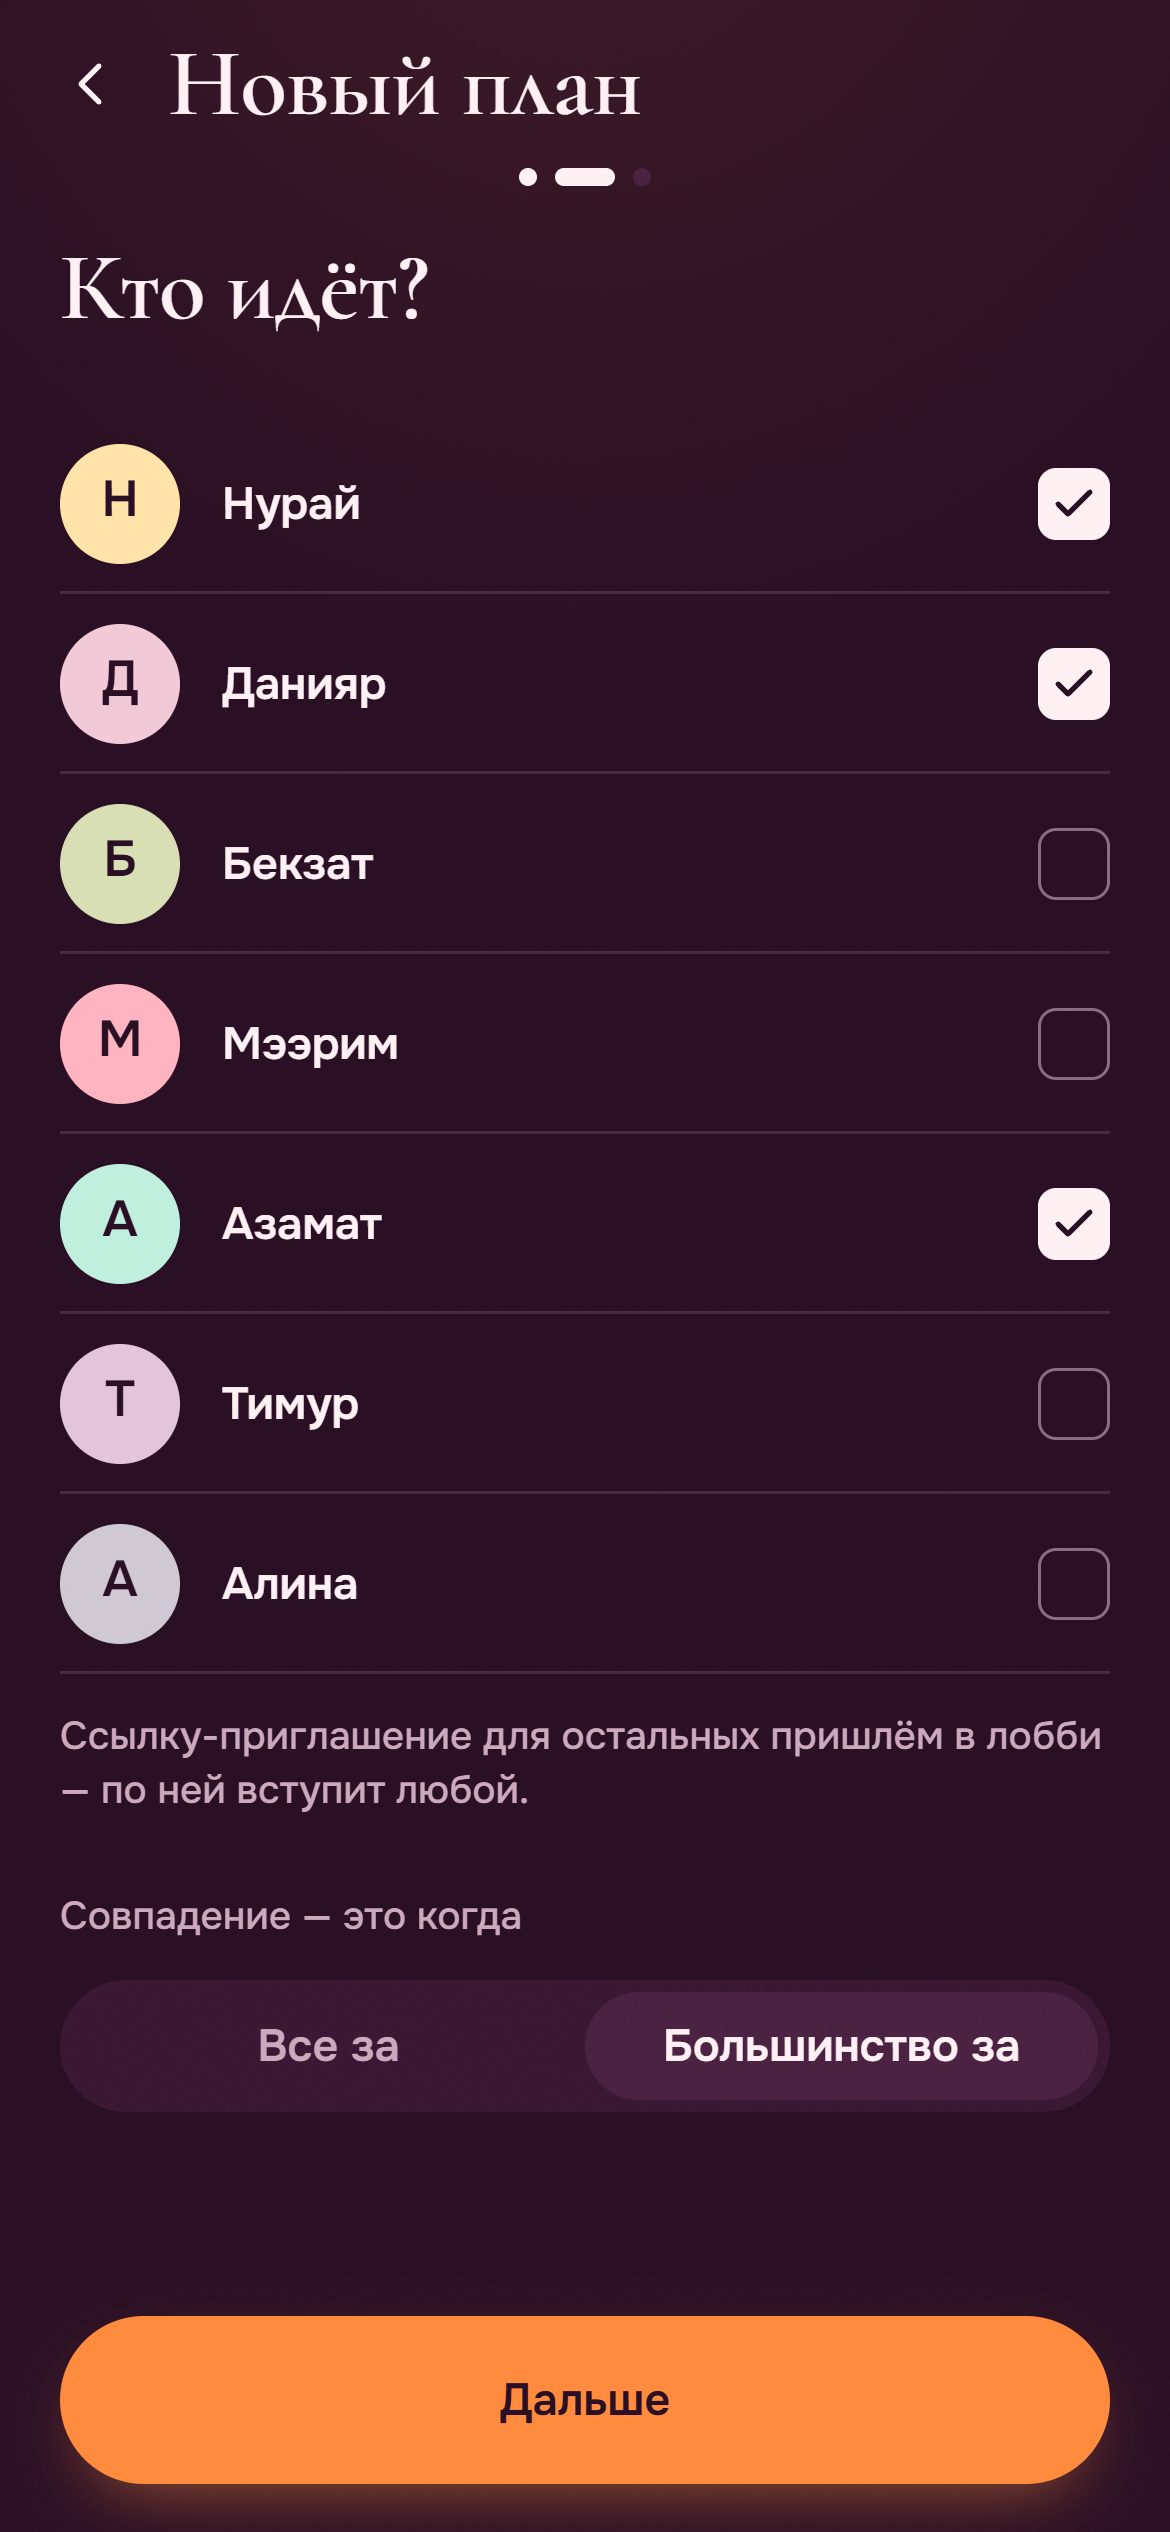 Новый план
Кто идёт?
Н Нурай
Д Данияр
Б Бекзат
М Мээрим
А Азамат
Т Тимур
А Алина
Ссылку-приглашение для остальных пришлём в лобби
— по ней вступит любой.
Совпадение — это когда
Все за Большинство за
Дальше